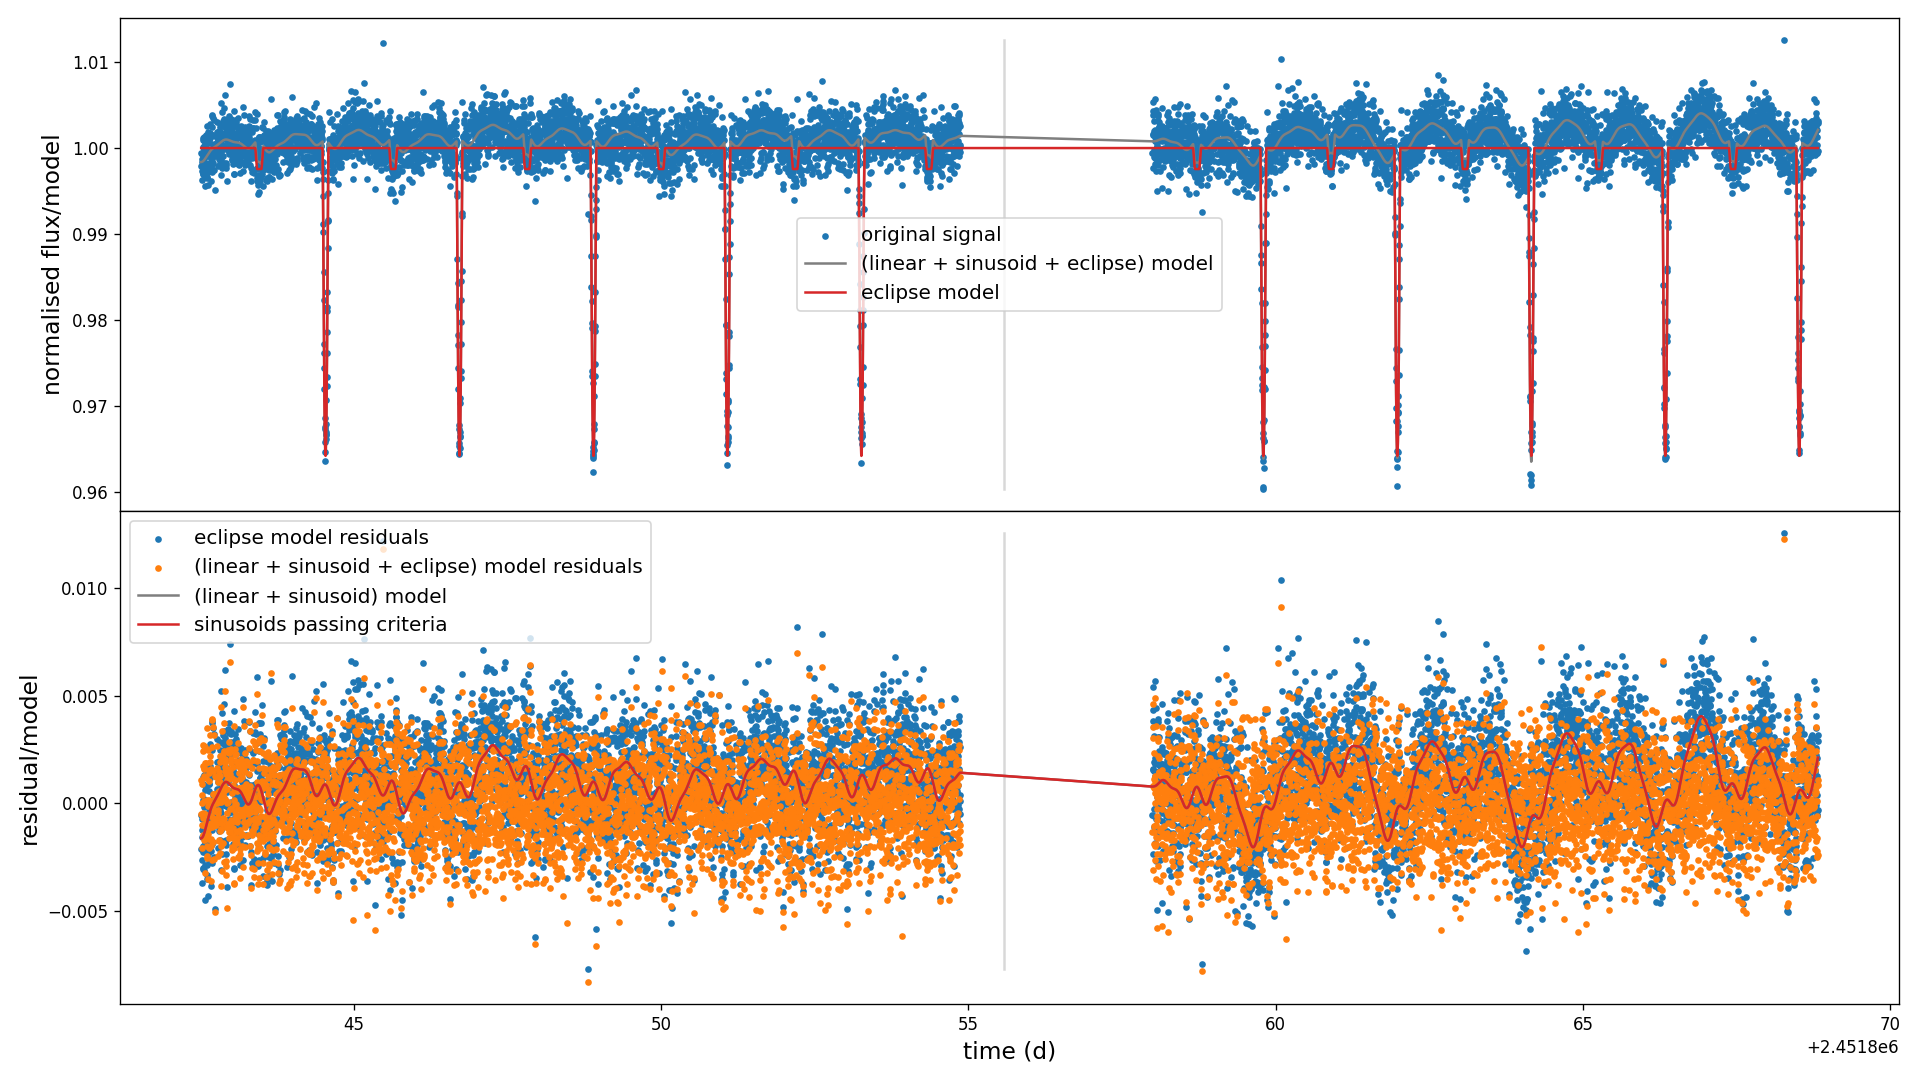 normalised flux/model
1.01
1.00
0.99
0.98
0.97
0.96
original signal
(linear + sinusoid + eclipse) model
eclipse model
residual/model
0.010
0.005
0.000
−0.005
eclipse model residuals
(linear + sinusoid + eclipse) model residuals
(linear + sinusoid) model
sinusoids passing criteria
45
50
55
60
65
70
time (d)
+2.4518e6